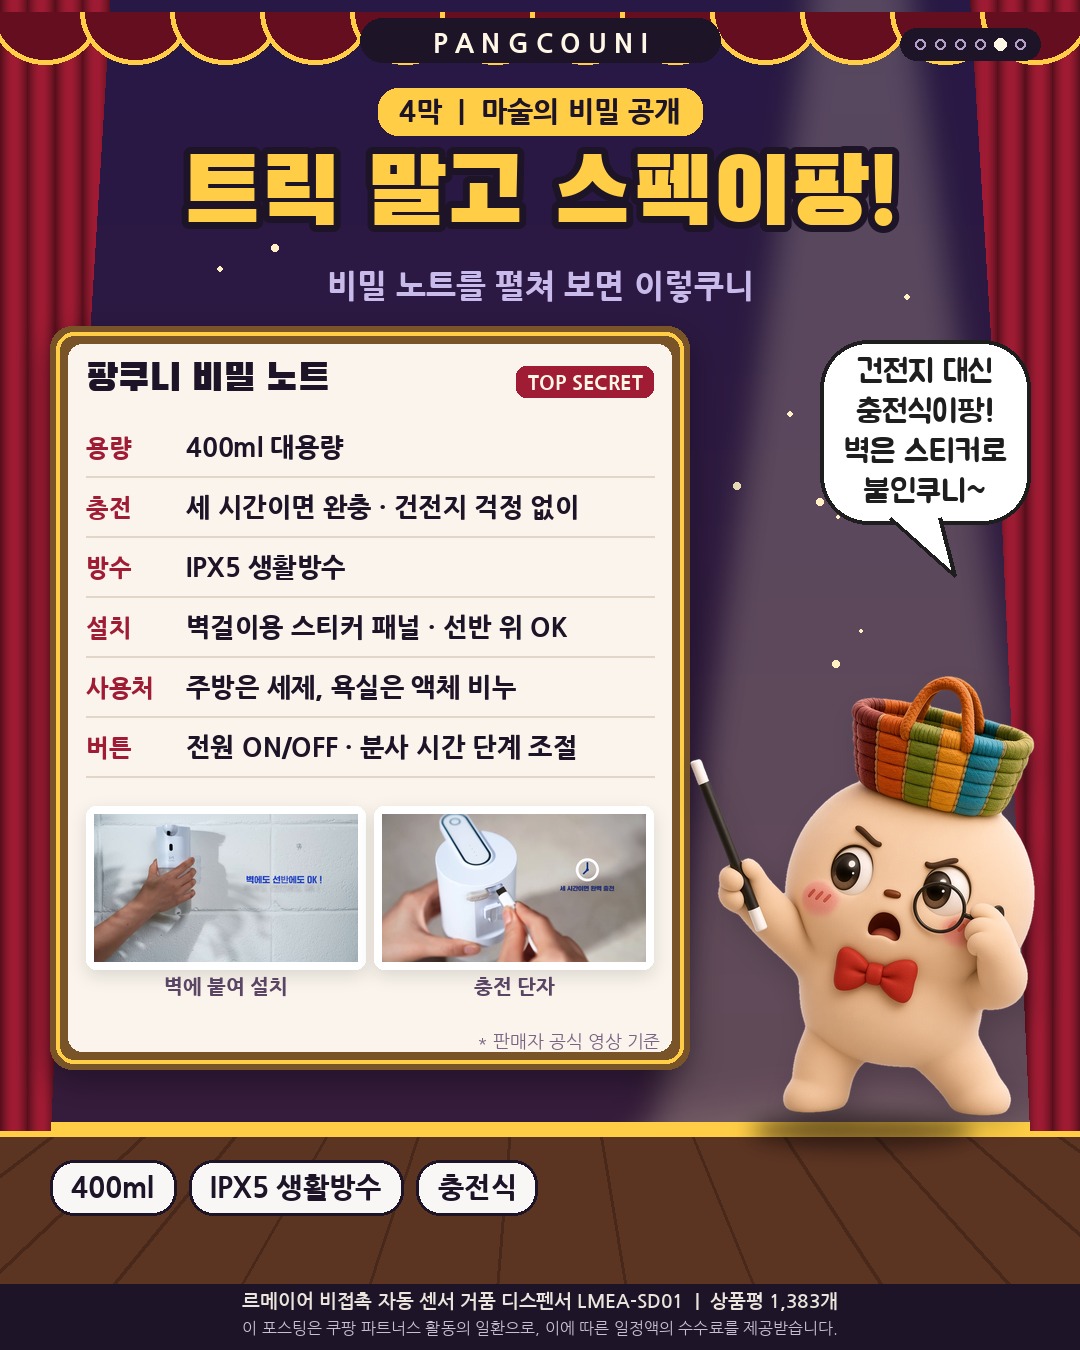 PANGCOUNI
4막 | 마술의 비밀 공개
트릭 말고 스펙이팡!
비밀 노트를 펼쳐 보면 이렇쿠니
팡쿠니 비밀 노트
TOP SECRET
용량 400ml 대용량
충전 세 시간이면 완충 · 건전지 걱정 없이
방수 IPX5 생활방수
설치 벽걸이용 스티커 패널 · 선반 위 OK
사용처 주방은 세제, 욕실은 액체 비누
버튼 전원 ON/OFF · 분사 시간 단계 조절
벽에도 선반에도 OK !
세 시간이면 완벽 충전
벽에 붙여 설치
충전 단자
* 판매자 공식 영상 기준
건전지 대신
충전식이팡!
벽은 스티커로
붙인쿠니~
400ml
IPX5 생활방수
충전식
르메이어 비접촉 자동 센서 거품 디스펜서 LMEA-SD01 | 상품평 1,383개
이 포스팅은 쿠팡 파트너스 활동의 일환으로, 이에 따른 일정액의 수수료를 제공받습니다.